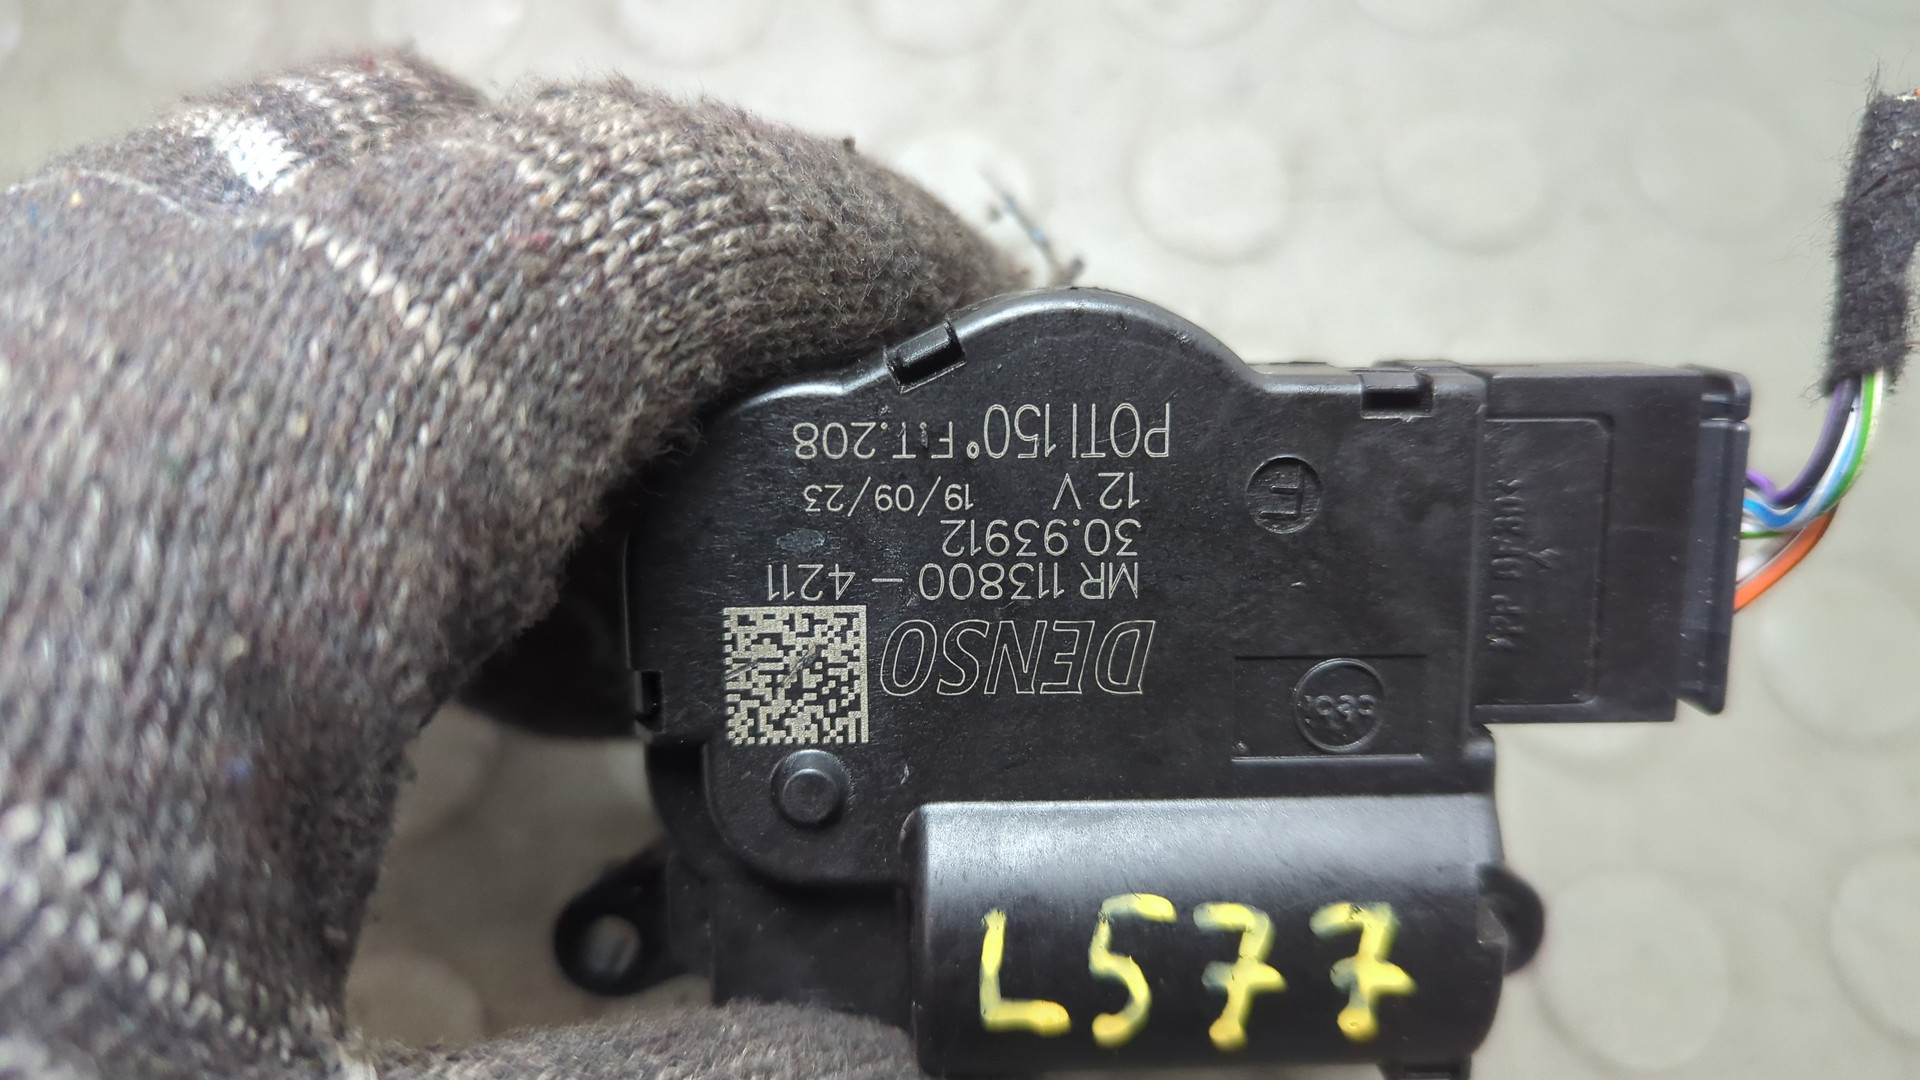 DENSO
MR 113800-4211
30.93912
12 V 19/09/23
POTI 150° F.T.208
L577